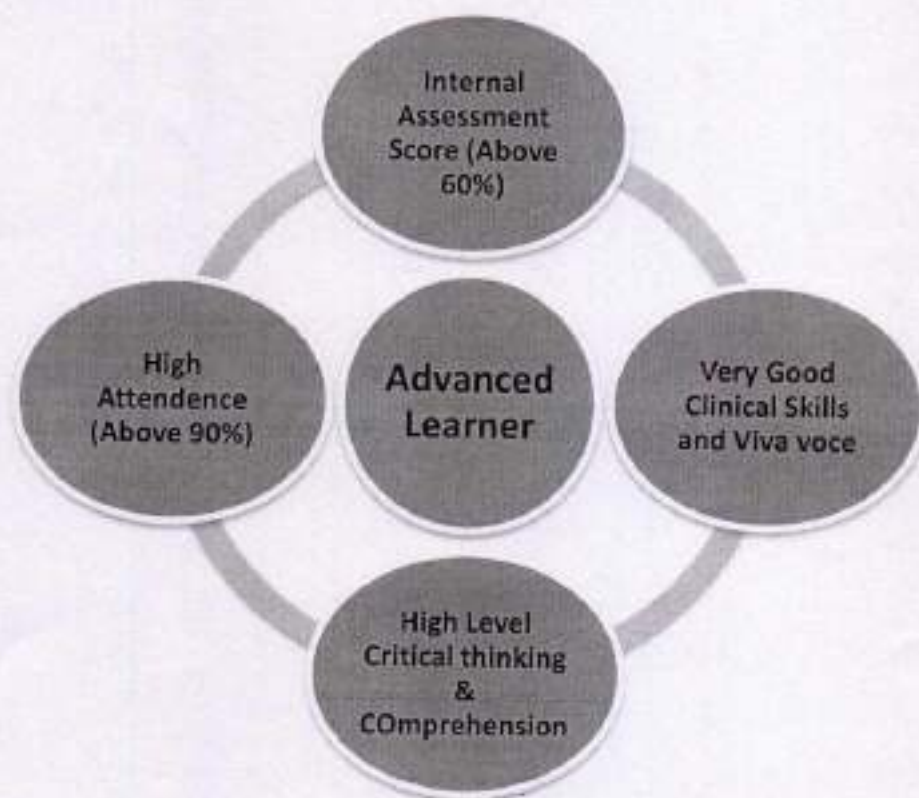 Internal
Assessment
Score (Above
60%)
High
Attendence
(Above 90%)
Advanced
Learner
Very Good
Clinical Skills
and Viva voce
High Level
Critical thinking
&
COmprehension